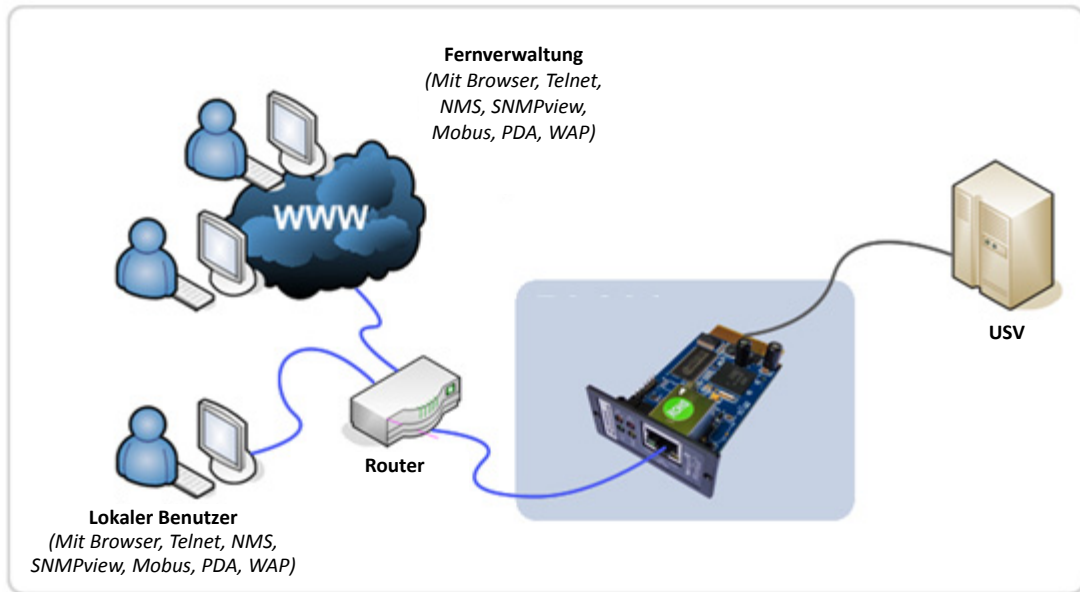 Fernverwaltung
(Mit Browser, Telnet,
NMS, SNMPview,
Mobus, PDA, WAP)
WWW
USV
Router
RoHS
Lokaler Benutzer
(Mit Browser, Telnet, NMS,
SNMPview, Mobus, PDA, WAP)